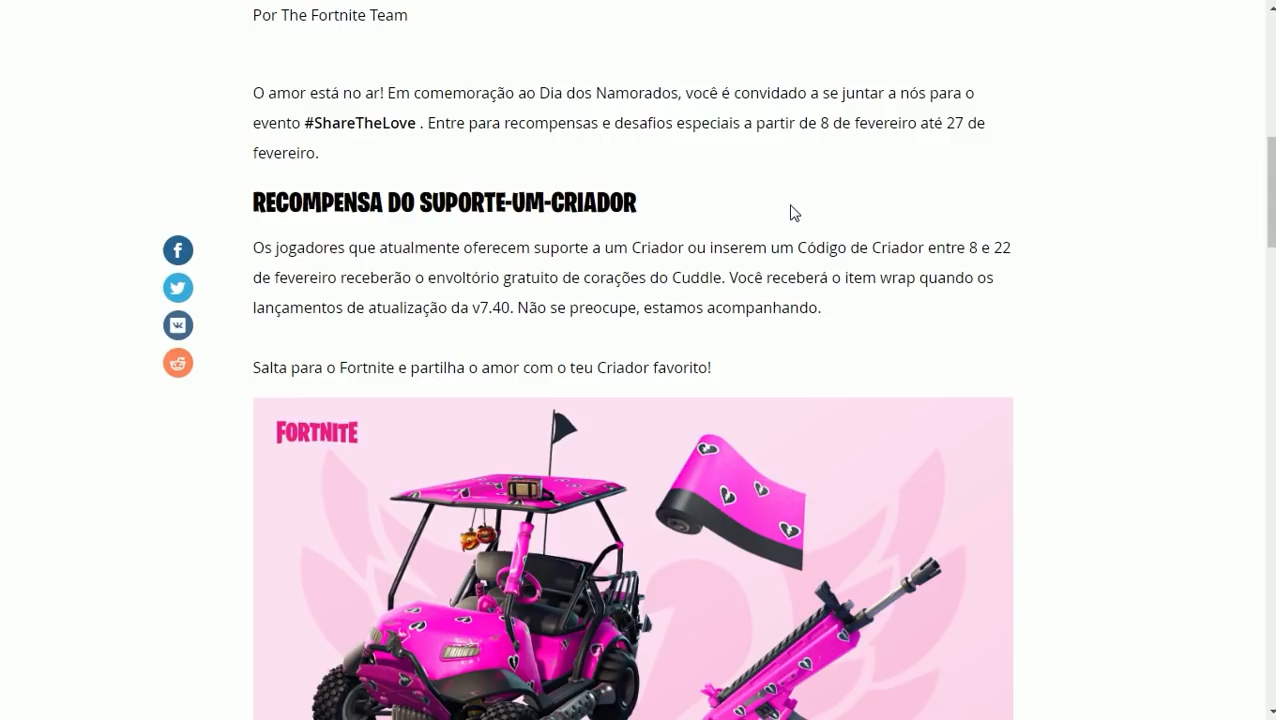 Por The Fortnite Team
O amor está no ar! Em comemoração ao Dia dos Namorados, você é convidado a se juntar a nós para o
evento #ShareTheLove . Entre para recompensas e desafios especiais a partir de 8 de fevereiro até 27 de
fevereiro.
RECOMPENSA DO SUPORTE-UM-CRIADOR
Os jogadores que atualmente oferecem suporte a um Criador ou inserem um Código de Criador entre 8 e 22
de fevereiro receberão o envoltório gratuito de corações do Cuddle. Você receberá o item wrap quando os
lançamentos de atualização da v7.40. Não se preocupe, estamos acompanhando.
Salta para o Fortnite e partilha o amor com o teu Criador favorito!
FORTNITE